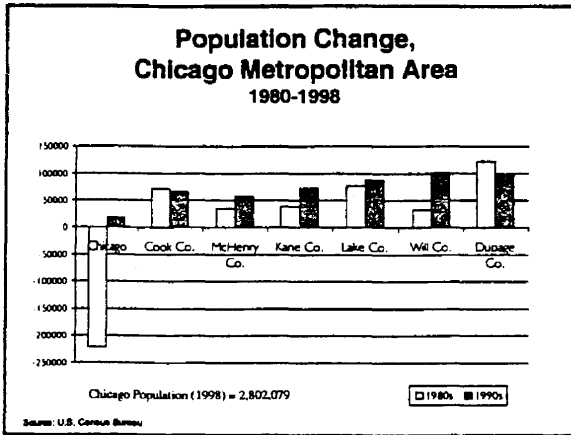 Population Change,
Chicago Metropolitan Area
1980-1998
150000
100000
50000
0
-50000
-100000
-150000
-200000
-250000
Chicago Cook Co. McHenry Co. Kane Co. Lake Co. Will Co. Dupage Co.
Chicago Population (1998) = 2,802,079
1980s 1990s
Source: U.S. Census Bureau